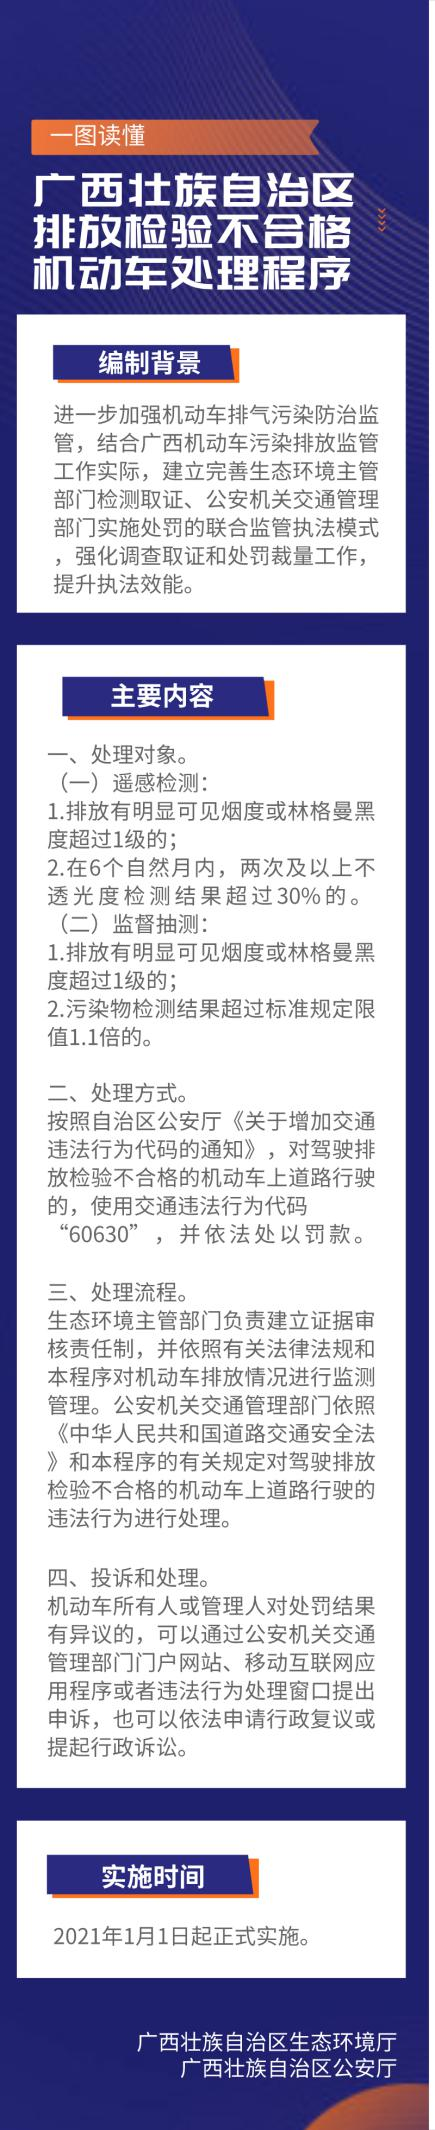 一图读懂
广西壮族自治区
排放检验不合格
机动车处理程序
编制背景
进一步加强机动车排气污染防治监
管，结合广西机动车污染排放监管
工作实际，建立完善生态环境主管
部门检测取证、公安机关交通管理
部门实施处罚的联合监管执法模式
，强化调查取证和处罚裁量工作，
提升执法效能。
主要内容
一、处理对象。
（一）遥感检测：
1.排放有明显可见烟度或林格曼黑
度超过1级的；
2.在6个自然月内，两次及以上不
透光度检测结果超过30%的。
（二）监督抽测：
1.排放有明显可见烟度或林格曼黑
度超过1级的；
2.污染物检测结果超过标准规定限
值1.1倍的。
二、处理方式。
按照自治区公安厅《关于增加交通
违法行为代码的通知》，对驾驶排
放检验不合格的机动车上道路行驶
的，使用交通违法行为代码
“60630”，并依法处以罚款。
三、处理流程。
生态环境主管部门负责建立证据审
核责任制，并依照有关法律法规和
本程序对机动车排放情况进行监测
管理。公安机关交通管理部门依照
《中华人民共和国道路交通安全法
》和本程序的有关规定对驾驶排放
检验不合格的机动车上道路行驶的
违法行为进行处理。
四、投诉和处理。
机动车所有人或管理人对处罚结果
有异议的，可以通过公安机关交通
管理部门门户网站、移动互联网应
用程序或者违法行为处理窗口提出
申诉，也可以依法申请行政复议或
提起行政诉讼。
实施时间
2021年1月1日起正式实施。
广西壮族自治区生态环境厅
广西壮族自治区公安厅